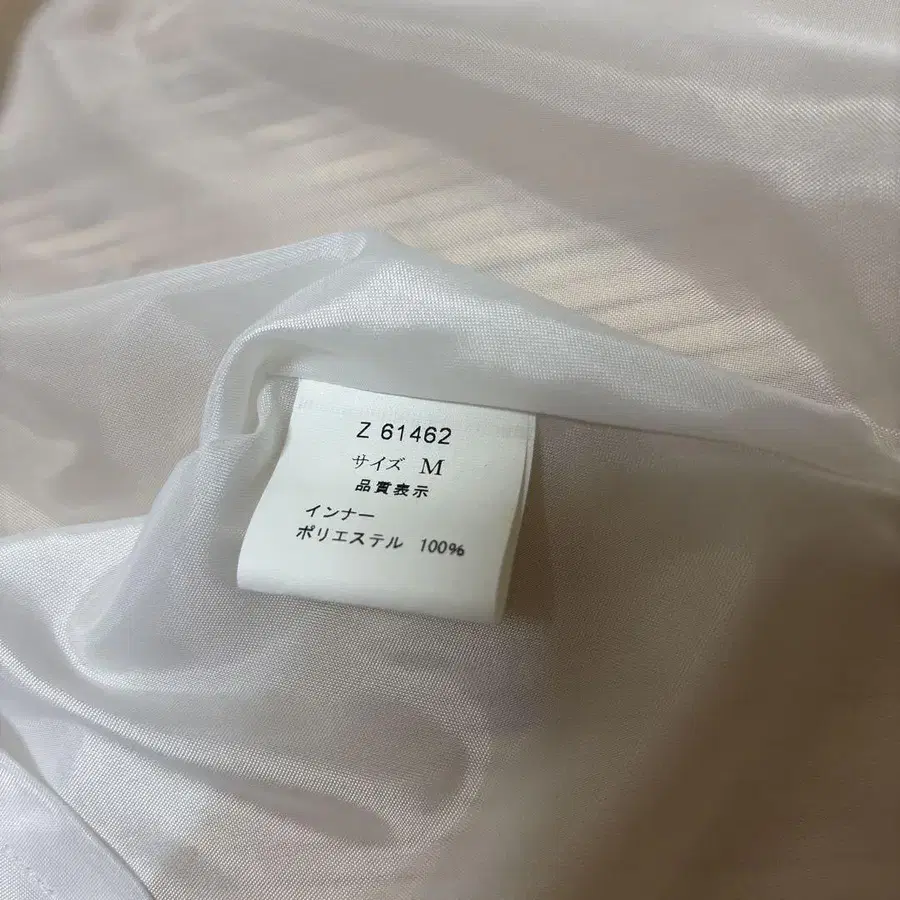 Z 61462
サイズ M
品質表示
インナー
ポリエステル 100%